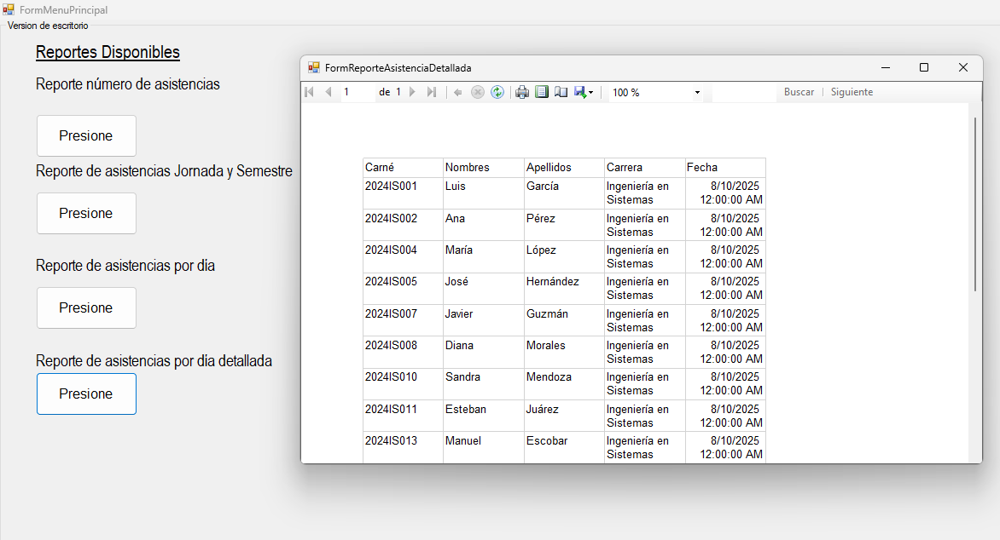 FormMenuPrincipal
Version de escritorio
Reportes Disponibles
Reporte número de asistencias
Presione
Reporte de asistencias Jornada y Semestre
Presione
Reporte de asistencias por día
Presione
Reporte de asistencias por día detallada
Presione
FormReporteAsistenciaDetallada
1 de 1 100 % Buscar | Siguiente
Carné Nombres Apellidos Carrera Fecha
2024IS001 Luis García Ingeniería en 8/10/2025
Sistemas 12:00:00 AM
2024IS002 Ana Pérez Ingeniería en 8/10/2025
Sistemas 12:00:00 AM
2024IS004 María López Ingeniería en 8/10/2025
Sistemas 12:00:00 AM
2024IS005 José Hernández Ingeniería en 8/10/2025
Sistemas 12:00:00 AM
2024IS007 Javier Guzmán Ingeniería en 8/10/2025
Sistemas 12:00:00 AM
2024IS008 Diana Morales Ingeniería en 8/10/2025
Sistemas 12:00:00 AM
2024IS010 Sandra Mendoza Ingeniería en 8/10/2025
Sistemas 12:00:00 AM
2024IS011 Esteban Juárez Ingeniería en 8/10/2025
Sistemas 12:00:00 AM
2024IS013 Manuel Escobar Ingeniería en 8/10/2025
Sistemas 12:00:00 AM